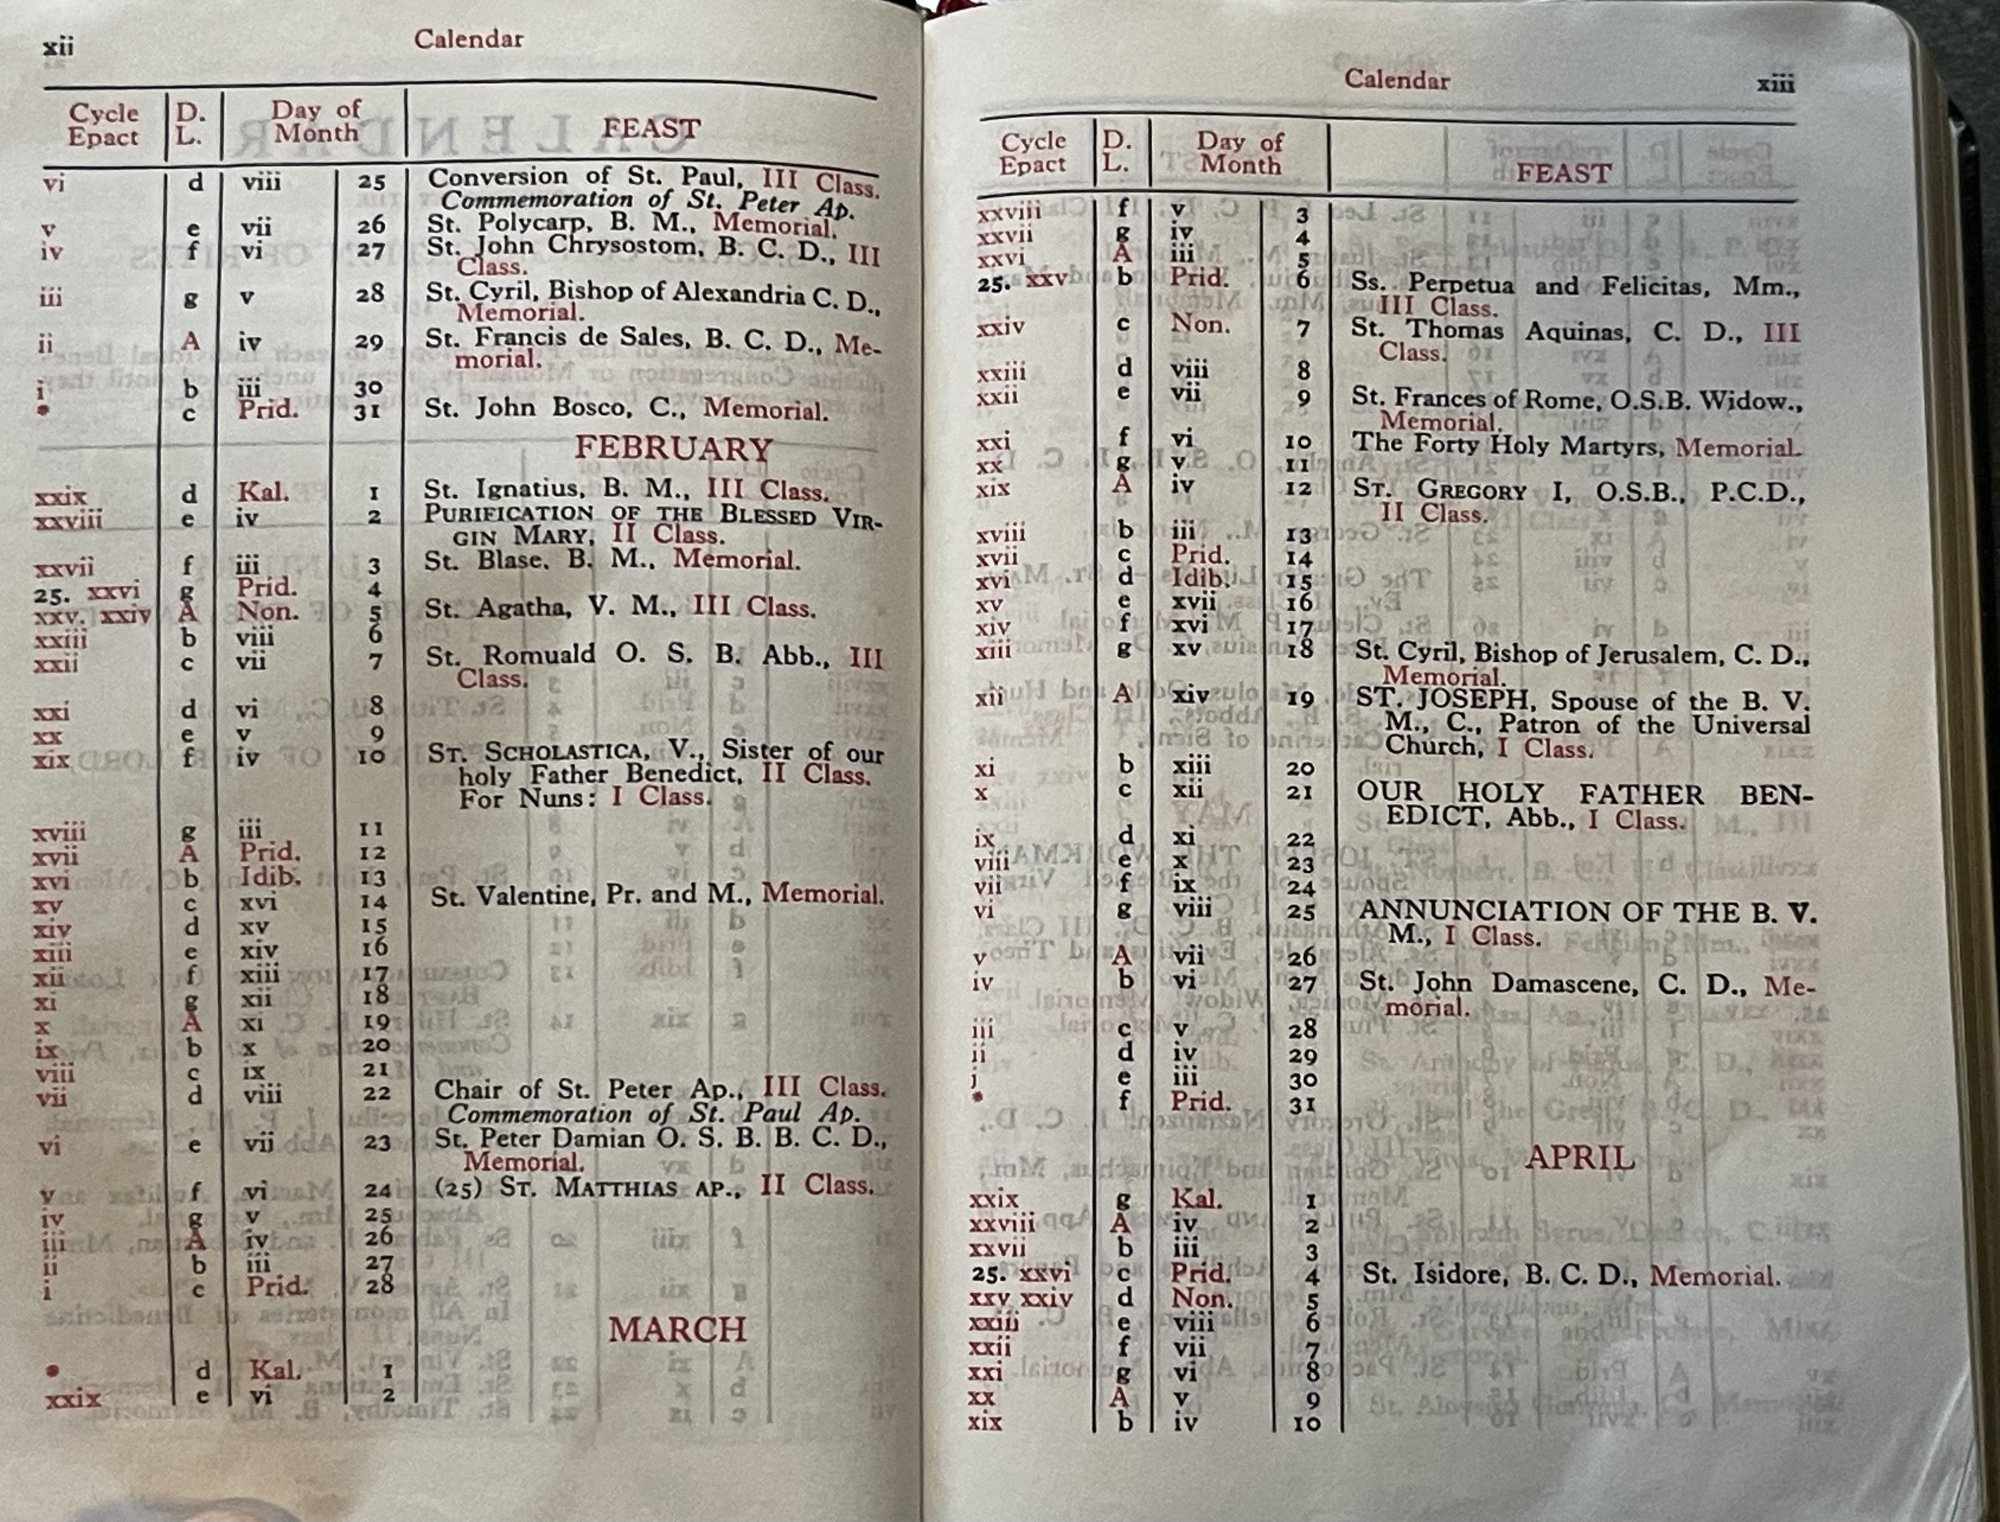 xii
Calendar
Cycle Epact D. L. Day of Month FEAST
vi d viii 25 Conversion of St. Paul, III Class.
Commemoration of St. Peter Ap.
v e vii 26 St. Polycarp, B. M., Memorial.
iv f vi 27 St. John Chrysostom, B. C. D., III
Class.
iii g v 28 St. Cyril, Bishop of Alexandria C. D.,
Memorial.
ii A iv 29 St. Francis de Sales, B. C. D., Me-
morial.
i b iii 30
* c Prid. 31 St. John Bosco, C., Memorial.
FEBRUARY
xxix d Kal. 1 St. Ignatius, B. M., III Class.
xxviii e iv 2 PURIFICATION OF THE BLESSED VIR-
GIN MARY, II Class.
xxvii f iii 3 St. Blase. B. M., Memorial.
25. xxvi g Prid. 4
xxv. xxiv A Non. 5 St. Agatha, V. M., III Class.
xxiii b viii 6
xxii c vii 7 St. Romuald O. S. B. Abb., III
Class.
xxi d vi 8
xx e v 9
xix f iv 10 ST. SCHOLASTICA, V., Sister of our
holy Father Benedict, II Class.
For Nuns: I Class.
xviii g iii 11
xvii A Prid. 12
xvi b Idib. 13
xv c xvi 14 St. Valentine, Pr. and M., Memorial.
xiv d xv 15
xiii e xiv 16
xii f xiii 17
xi g xii 18
x A xi 19
ix b x 20
viii c ix 21
vii d viii 22 Chair of St. Peter Ap., III Class.
Commemoration of St. Paul Ap.
vi e vii 23 St. Peter Damian O. S. B. B. C. D.,
Memorial.
v f vi 24 (25) ST. MATTHIAS AP., II Class.
iv g v 25
iii A iv 26
ii b iii 27
i c Prid. 28
MARCH
* d Kal. 1
xxix e vi 2
Calendar
xiii
Cycle Epact D. L. Day of Month FEAST
xxviii f v 3
xxvii g iv 4
xxvi A iii 5
25. xxv b Prid. 6 Ss. Perpetua and Felicitas, Mm.,
III Class.
xxiv c Non. 7 St. Thomas Aquinas, C. D., III
Class.
xxiii d viii 8
xxii e vii 9 St. Frances of Rome, O.S.B. Widow.,
Memorial.
xxi f vi 10 The Forty Holy Martyrs, Memorial.
xx g v 11
xix A iv 12 ST. GREGORY I, O.S.B., P.C.D.,
II Class.
xviii b iii 13
xvii c Prid. 14
xvi d Idib. 15
xv e xvii 16
xiv f xvi 17
xiii g xv 18 St. Cyril, Bishop of Jerusalem, C. D.,
Memorial.
xii A xiv 19 ST. JOSEPH, Spouse of the B. V.
M., C., Patron of the Universal
Church, I Class.
xi b xiii 20
x c xii 21 OUR HOLY FATHER BEN-
EDICT, Abb., I Class.
ix d xi 22
viii e x 23
vii f ix 24
vi g viii 25 ANNUNCIATION OF THE B. V.
M., I Class.
v A vii 26
iv b vi 27 St. John Damascene, C. D., Me-
morial.
iii c v 28
ii d iv 29
i e iii 30
* f Prid. 31
APRIL
xxix g Kal. 1
xxviii A iv 2
xxvii b iii 3
25. xxvi c Prid. 4 St. Isidore, B. C. D., Memorial.
xxv xxiv d Non. 5
xxiii e viii 6
xxii f vii 7
xxi g vi 8
xx A v 9
xix b iv 10